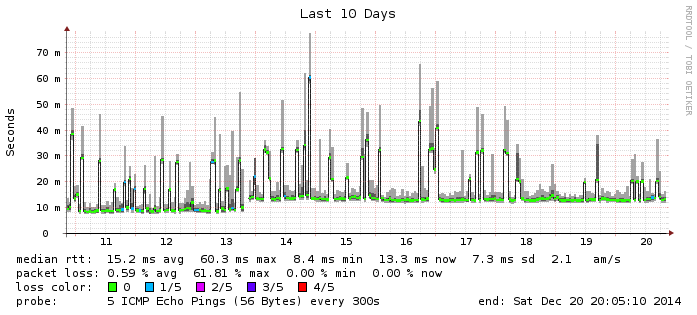 Last 10 Days
RRDTOOL / TOBI OETIKER
Seconds
70 m
60 m
50 m
40 m
30 m
20 m
10 m
0
11 12 13 14 15 16 17 18 19 20
median rtt: 15.2 ms avg 60.3 ms max 8.4 ms min 13.3 ms now 7.3 ms sd 2.1 am/s
packet loss: 0.59 % avg 61.81 % max 0.00 % min 0.00 % now
loss color: 0 1/5 2/5 3/5 4/5
probe: 5 ICMP Echo Pings (56 Bytes) every 300s end: Sat Dec 20 20:05:10 2014